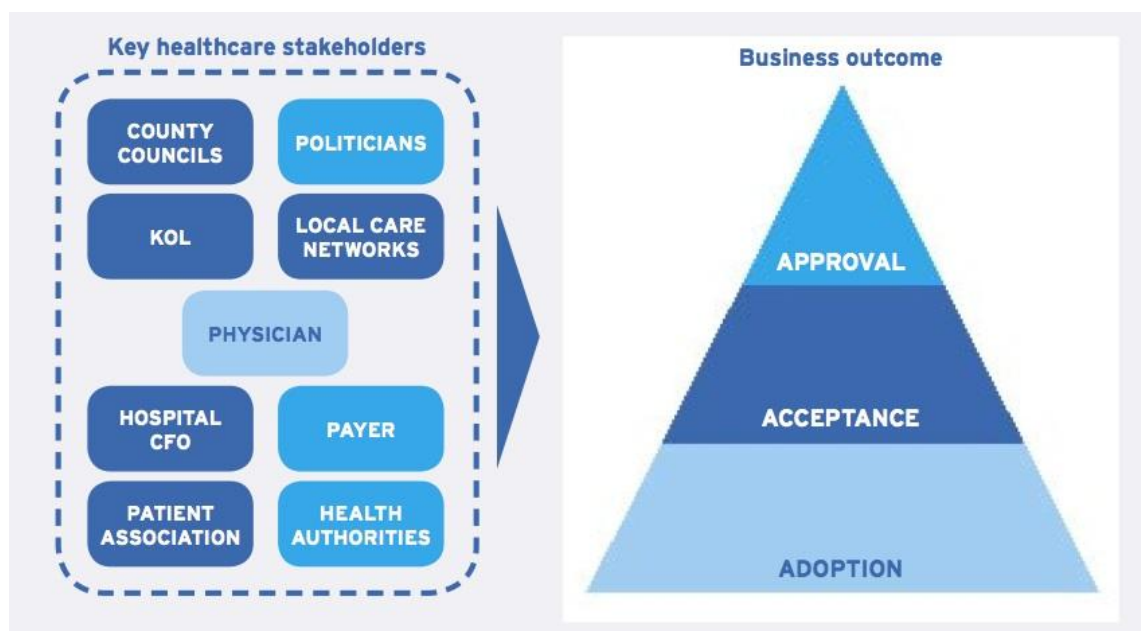 Key healthcare stakeholders
COUNTY
COUNCILS
POLITICIANS
KOL
LOCAL CARE
NETWORKS
PHYSICIAN
HOSPITAL
CFO
PAYER
PATIENT
ASSOCIATION
HEALTH
AUTHORITIES
Business outcome
APPROVAL
ACCEPTANCE
ADOPTION